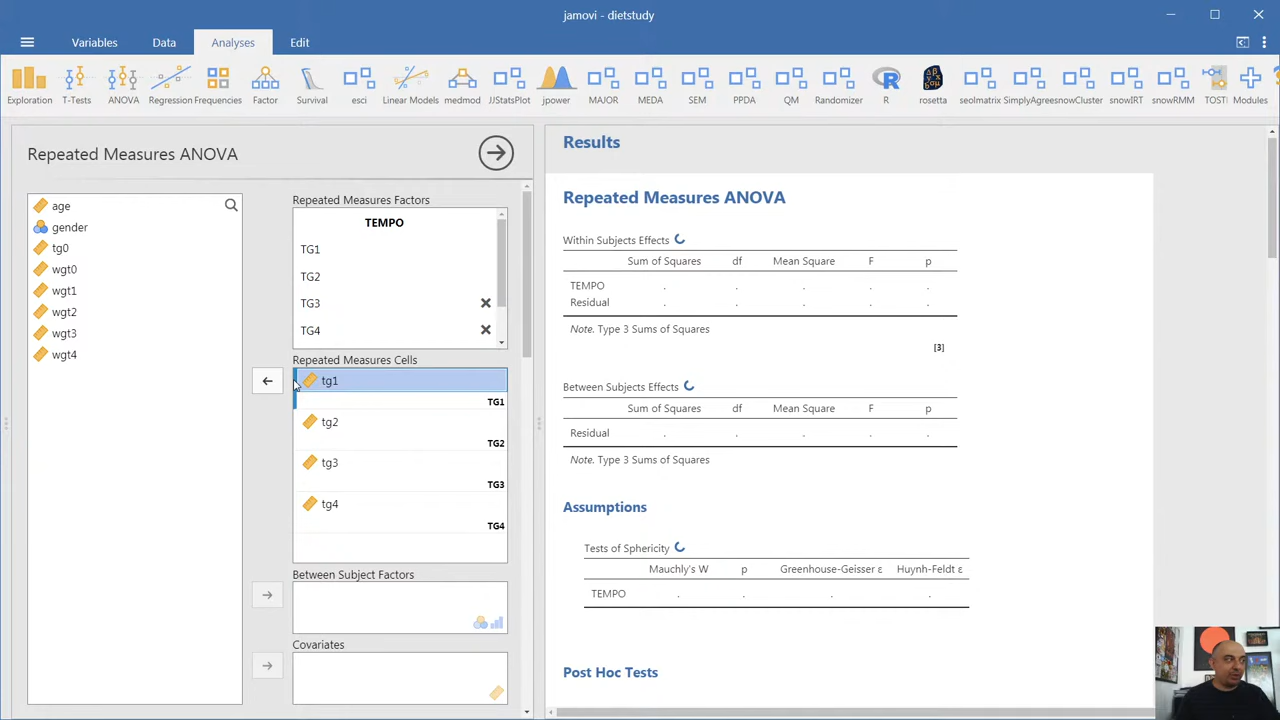 jamovi - dietstudy
Variables Data Analyses Edit
Exploration T-Tests ANOVA Regression Frequencies Factor Survival esci Linear Models medmod JJStatsPlot jpower MAJOR MEDA SEM PPDA QM Randomizer R rosetta seolmatrix SimplyAgree snowCluster snowIRT snowRMM TOSTE Modules
Repeated Measures ANOVA
age
gender
tg0
wgt0
wgt1
wgt2
wgt3
wgt4
Repeated Measures Factors
TEMPO
TG1
TG2
TG3
TG4
Repeated Measures Cells
tg1
TG1
tg2
TG2
tg3
TG3
tg4
TG4
Between Subject Factors
Covariates
Results
Repeated Measures ANOVA
Within Subjects Effects
Sum of Squares df Mean Square F p
TEMPO . . . . .
Residual . . . . .
Note. Type 3 Sums of Squares
[3]
Between Subjects Effects
Sum of Squares df Mean Square F p
Residual . . . . .
Note. Type 3 Sums of Squares
Assumptions
Tests of Sphericity
Mauchly's W p Greenhouse-Geisser ε Huynh-Feldt ε
TEMPO . . . .
Post Hoc Tests